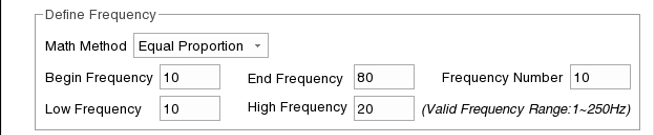 Define Frequency
Math Method Equal Proportion
Begin Frequency 10 End Frequency 80 Frequency Number 10
Low Frequency 10 High Frequency 20 (Valid Frequency Range:1~250Hz)